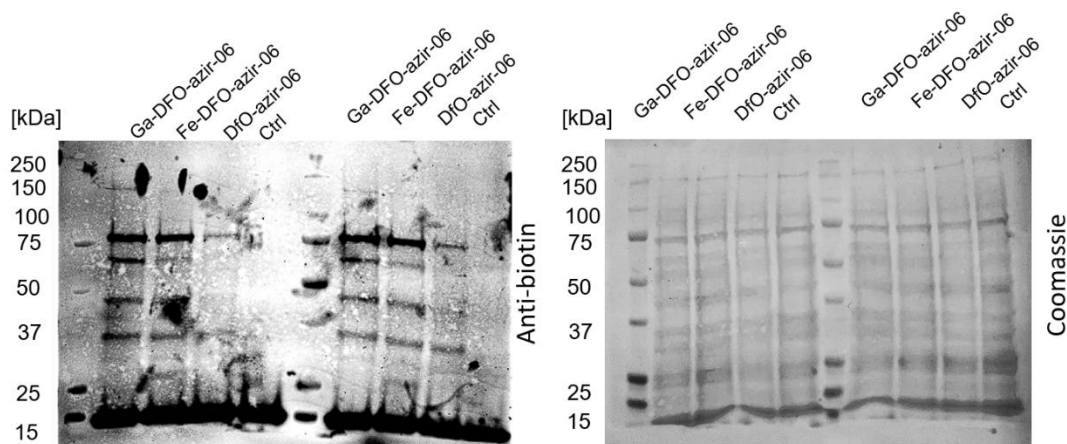 Ga-DFO-azir-06
Fe-DFO-azir-06
DfO-azir-06
Ctrl
Ga-DFO-azir-06
Fe-DFO-azir-06
DfO-azir-06
Ctrl
[kDa]
250
150
100
75
50
37
25
15
Anti-biotin
Ga-DFO-azir-06
Fe-DFO-azir-06
DfO-azir-06
Ctrl
Ga-DFO-azir-06
Fe-DFO-azir-06
DfO-azir-06
Ctrl
[kDa]
250
150
100
75
50
37
25
15
Coomassie